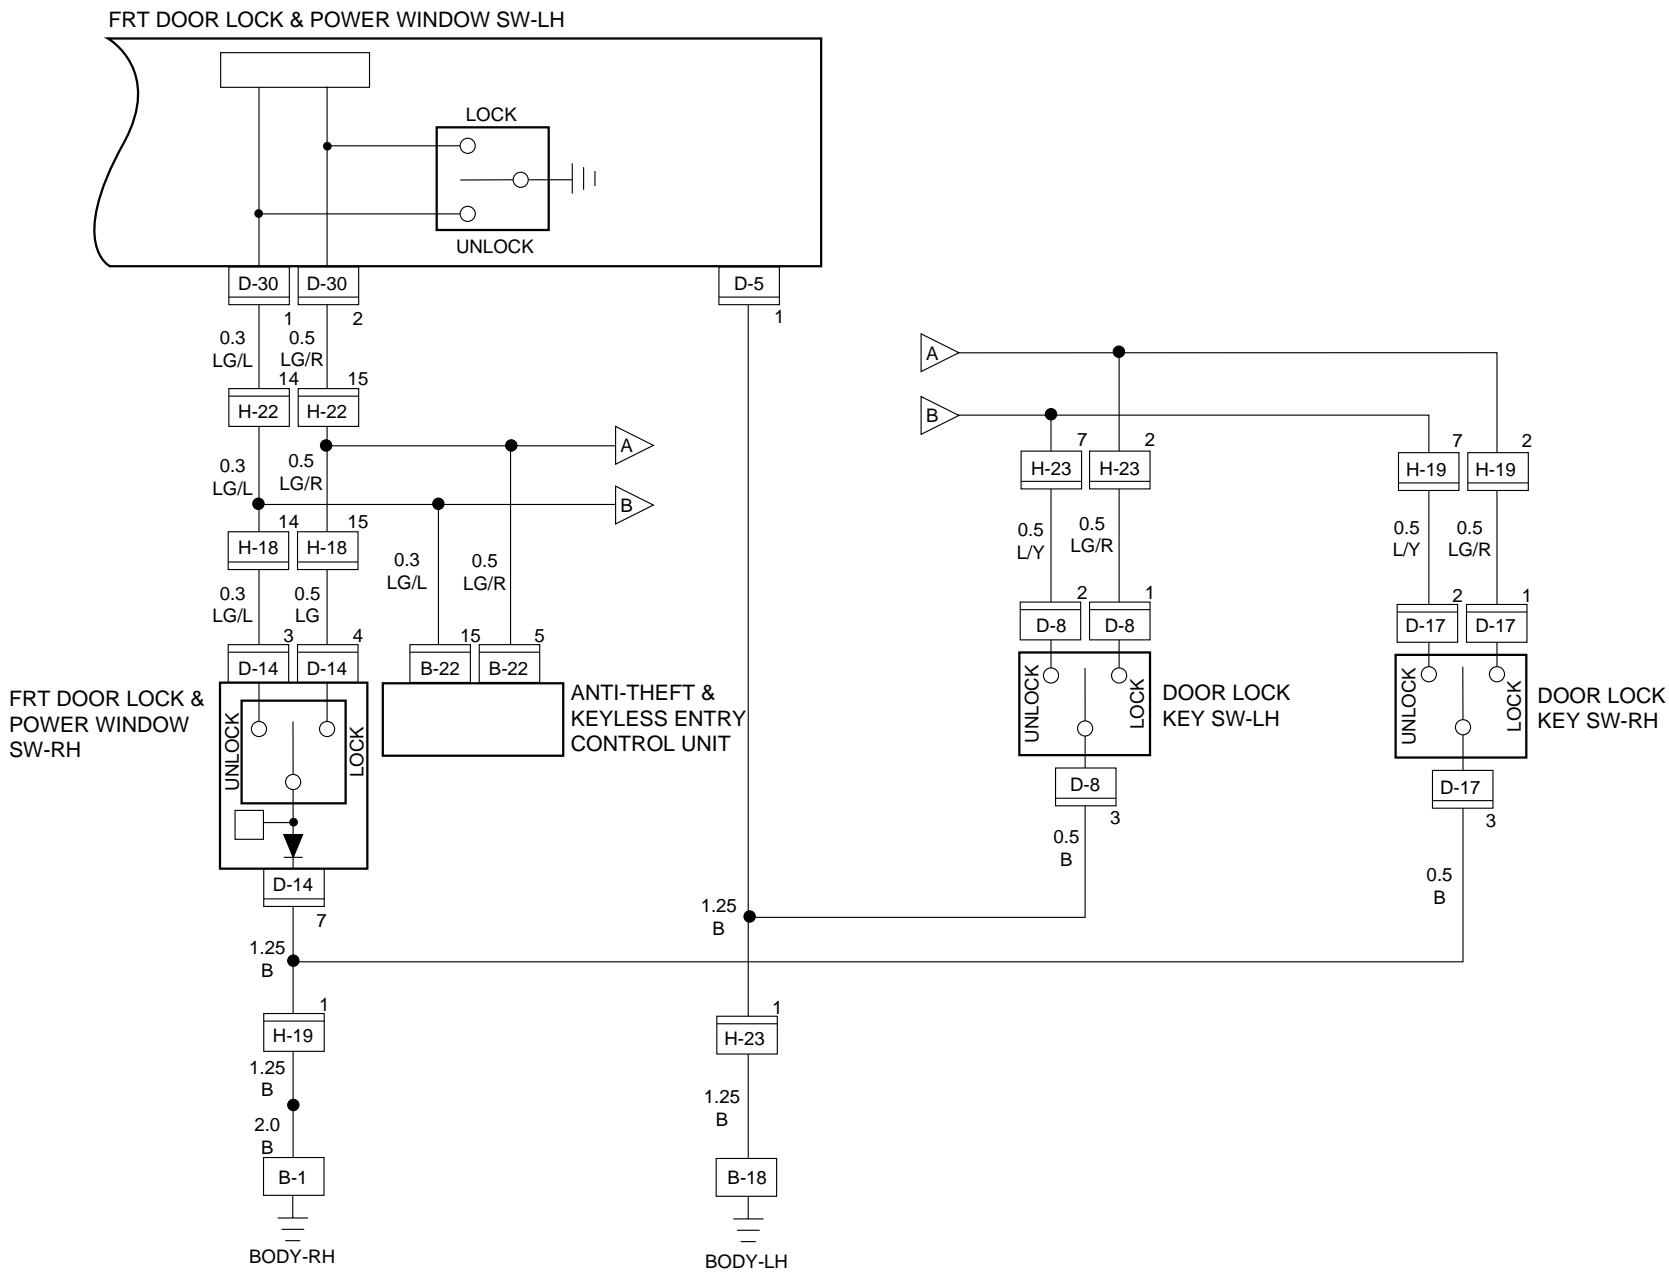 FRT DOOR LOCK & POWER WINDOW SW-LH
LOCK
UNLOCK
D-30
D-30
D-5
1
2
1
0.3
LG/L
0.5
LG/R
14
15
H-22
H-22
A
B
A
B
0.3
LG/L
0.5
LG/R
14
15
H-18
H-18
0.3
LG/L
0.5
LG
0.3
LG/L
0.5
LG/R
3
4
15
5
D-14
D-14
B-22
B-22
FRT DOOR LOCK &
POWER WINDOW
SW-RH
UNLOCK
LOCK
ANTI-THEFT &
KEYLESS ENTRY
CONTROL UNIT
7
2
7
2
H-23
H-23
H-19
H-19
0.5
L/Y
0.5
LG/R
0.5
L/Y
0.5
LG/R
2
1
2
1
D-8
D-8
D-17
D-17
UNLOCK
LOCK
DOOR LOCK
KEY SW-LH
UNLOCK
LOCK
DOOR LOCK
KEY SW-RH
D-8
3
D-17
3
0.5
B
0.5
B
D-14
7
1.25
B
1.25
B
1
H-19
1
H-23
1.25
B
1.25
B
2.0
B
B-1
B-18
BODY-RH
BODY-LH